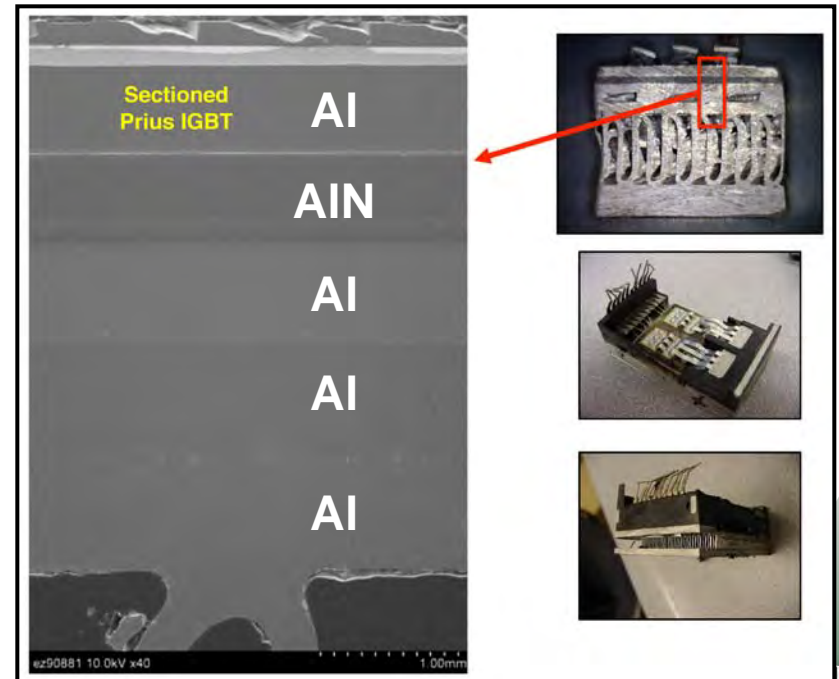 Sectioned
Prius IGBT
Al
AlN
Al
Al
Al
ez90881 10.0kV x40
1.00mm